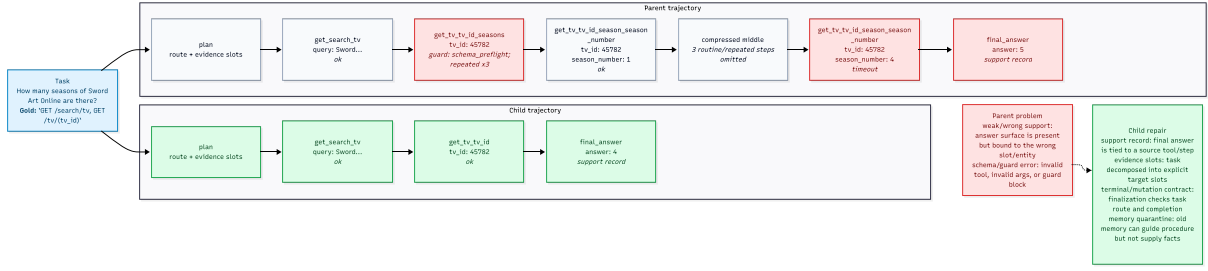 Parent trajectory
plan
route + evidence slots
get_search_tv
query: Sword...
ok
get_tv_tv_id_seasons
tv_id: 45782
guard: schema_preflight;
repeated x3
get_tv_tv_id_season_season
_number
tv_id: 45782
season_number: 1
ok
compressed middle
3 routine/repeated steps
omitted
get_tv_tv_id_season_season
_number
tv_id: 45782
season_number: 4
timeout
final_answer
answer: 5
support record
Task
How many seasons of Sword
Art Online are there?
Gold: 'GET /search/tv, GET
/tv/{tv_id}'
Child trajectory
plan
route + evidence slots
get_search_tv
query: Sword...
ok
get_tv_tv_id
tv_id: 45782
ok
final_answer
answer: 4
support record
Parent problem
weak/wrong support:
answer surface is present
but bound to the wrong
slot/entity
schema/guard error: invalid
tool, invalid args, or guard
block
Child repair
support record: final answer
is tied to a source tool/step
evidence slots: task
decomposed into explicit
target slots
terminal/mutation contract:
finalization checks task
route and completion
memory quarantine: old
memory can guide procedure
but not supply facts